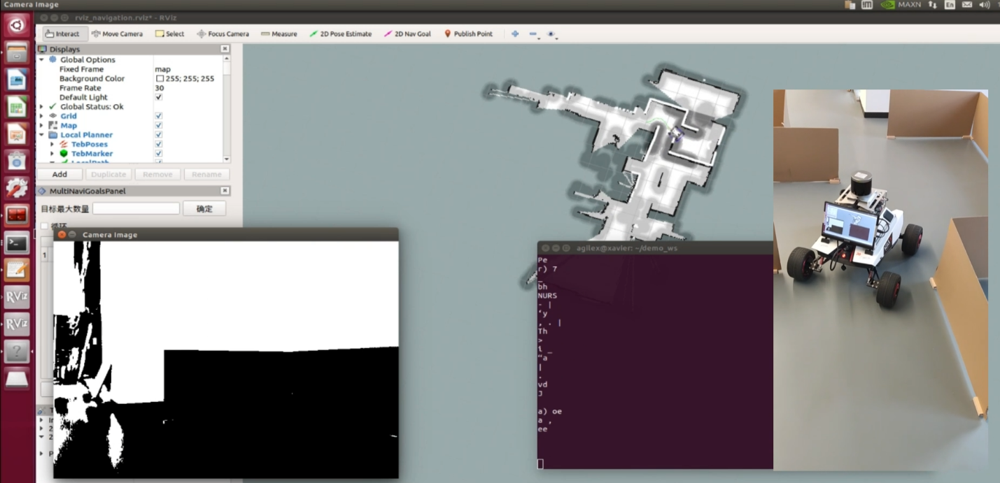 Camera Image
MAXN
En
rviz_navigation.rviz* - RViz
Interact Move Camera Select Focus Camera Measure 2D Pose Estimate 2D Nav Goal Publish Point
Displays
Global Options
Fixed Frame map
Background Color 255; 255; 255
Frame Rate 30
Default Light
Global Status: Ok
Grid
Map
Local Planner
TebPoses
TebMarker
Add Duplicate Remove Rename
MultiNaviGoalsPanel
目标最大数量 确定
Camera Image
1
RViz
RViz
agilex@xavier: ~/demo_ws
Pe
r) 7
_
bh
NURS
- |
‘y
, . |
Th
>
i _
“a
|
.
vd
J
a) oe
a ,
ee